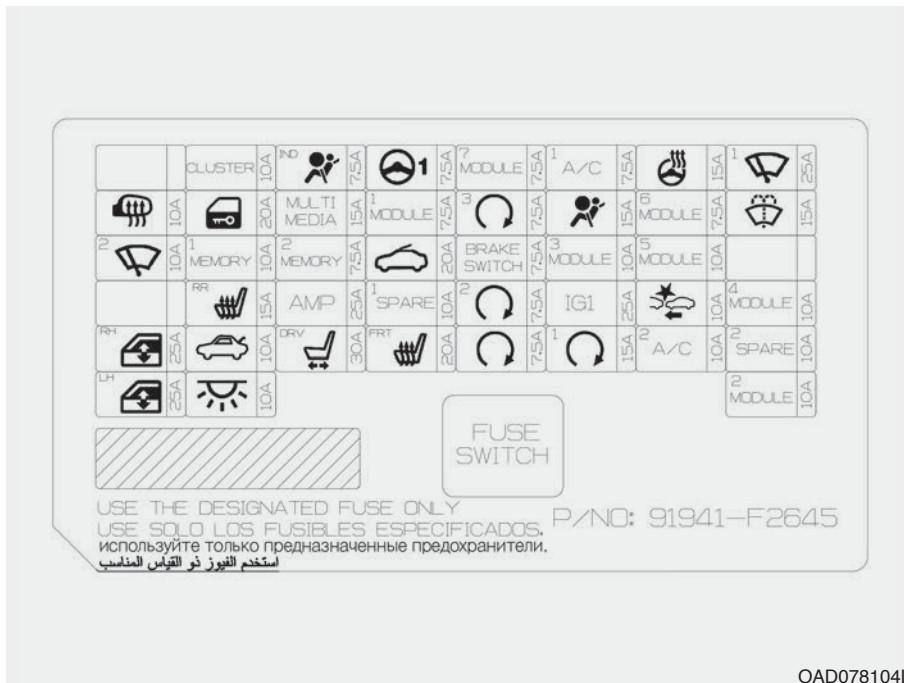 CLUSTER 10A IND 7.5A 1 7.5A 7 MODULE 7.5A 1 A/C 7.5A 15A 1 25A
10A 20A MULTI MEDIA 15A 1 MODULE 7.5A 3 7.5A 15A 6 MODULE 7.5A 15A
2 10A 1 MEMORY 10A 2 MEMORY 7.5A 20A BRAKE SWITCH 7.5A 3 MODULE 10A 5 MODULE 10A
RR 15A AMP 25A 1 SPARE 10A 2 7.5A IG1 25A 10A 4 MODULE 10A
RH 25A 10A DRV 30A FRT 20A 7.5A 1 15A 2 A/C 10A 2 SPARE 10A
LH 25A 10A 2 MODULE 10A
FUSE
SWITCH
USE THE DESIGNATED FUSE ONLY
USE SOLO LOS FUSIBLES ESPECIFICADOS.
P/NO: 91941-F2645
используйте только предназначенные предохранители.
استخدم الفيوز ذو القياس المناسب